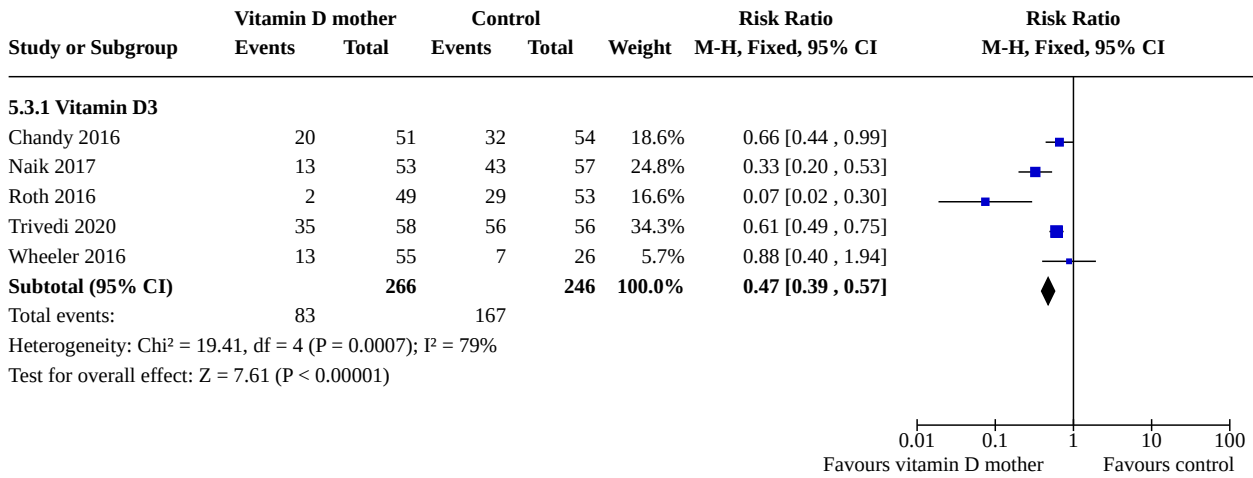 Vitamin D mother Control Risk Ratio Risk Ratio
Study or Subgroup Events Total Events Total Weight M-H, Fixed, 95% CI M-H, Fixed, 95% CI
5.3.1 Vitamin D3
Chandy 2016 20 51 32 54 18.6% 0.66 [0.44 , 0.99]
Naik 2017 13 53 43 57 24.8% 0.33 [0.20 , 0.53]
Roth 2016 2 49 29 53 16.6% 0.07 [0.02 , 0.30]
Trivedi 2020 35 58 56 56 34.3% 0.61 [0.49 , 0.75]
Wheeler 2016 13 55 7 26 5.7% 0.88 [0.40 , 1.94]
Subtotal (95% CI) 266 246 100.0% 0.47 [0.39 , 0.57]
Total events: 83 167
Heterogeneity: Chi² = 19.41, df = 4 (P = 0.0007); I² = 79%
Test for overall effect: Z = 7.61 (P < 0.00001)
0.01 0.1 1 10 100
Favours vitamin D mother Favours control